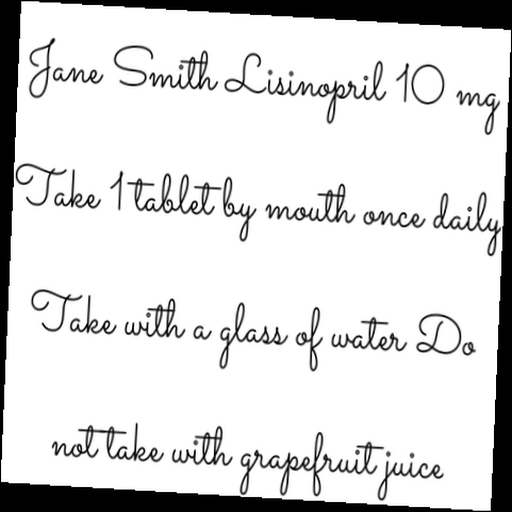 Jane Smith Lisinopril 10 mg
Take 1 tablet by mouth once daily
Take with a glass of water Do
not take with grapefruit juice